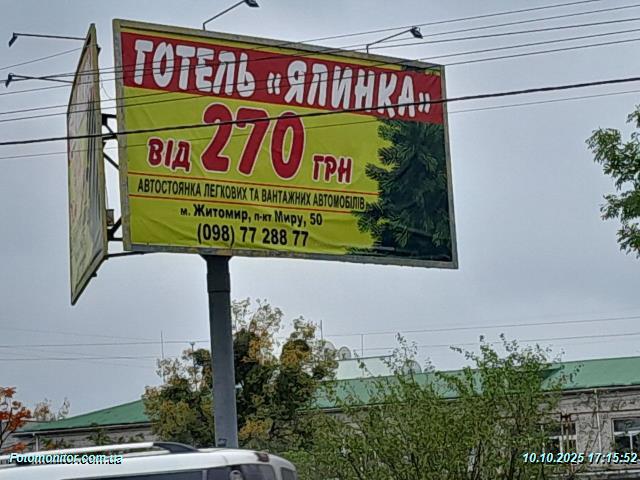 ГОТЕЛЬ «ЯЛИНКА»
ВІД 270 ГРН
АВТОСТОЯНКА ЛЕГКОВИХ ТА ВАНТАЖНИХ АВТОМОБІЛІВ
м. Житомир, п-кт Миру, 50
(098) 77 288 77
Fotomonitor.com.ua
10.10.2025 17:15:52